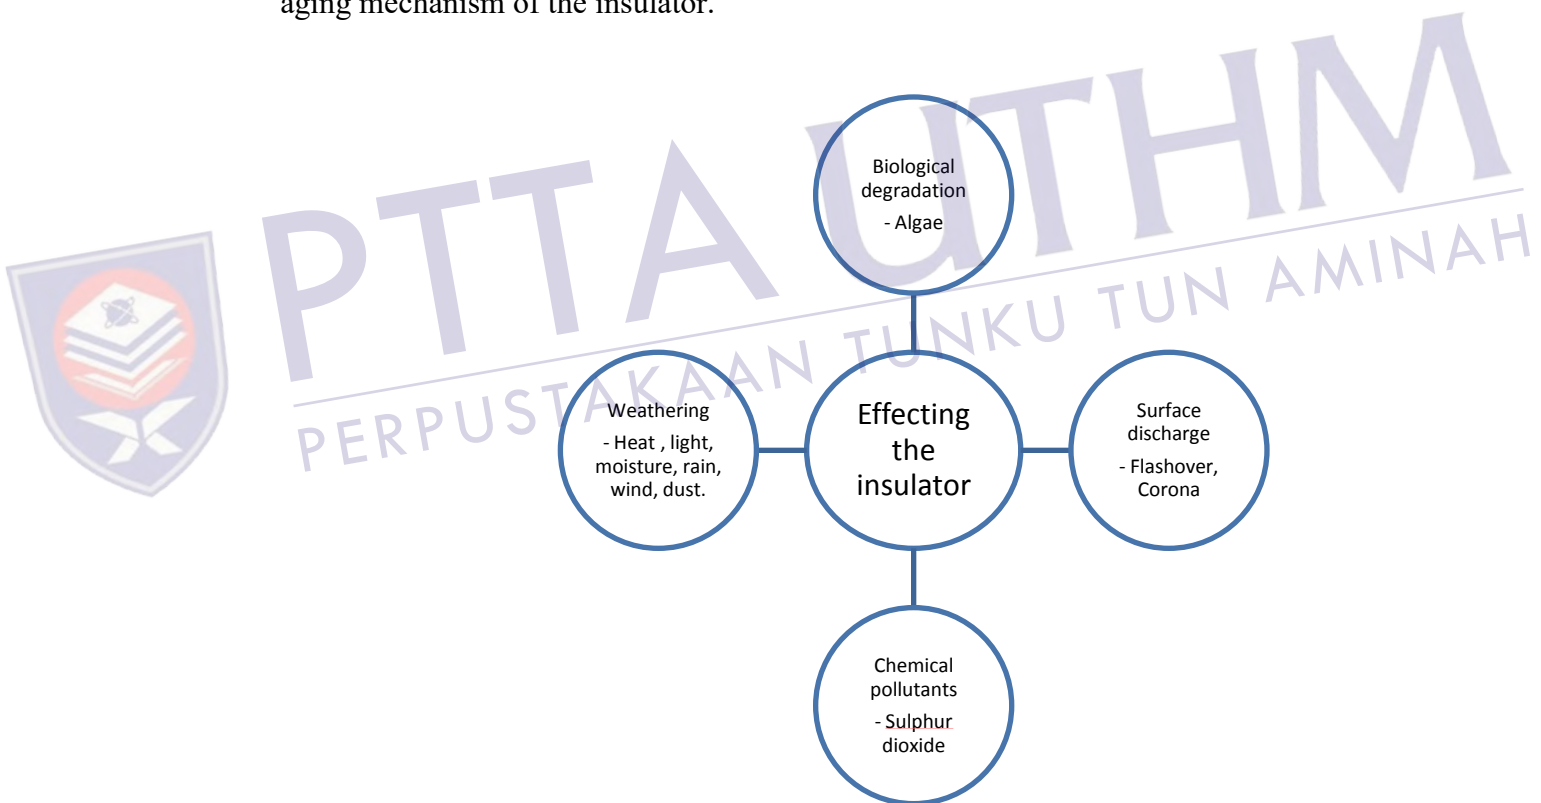 aging mechanism of the insulator.
PTTA UTHM
PERPUSTAKAAN TUNKU TUN AMINAH
Biological
degradation
- Algae
Weathering
- Heat , light,
moisture, rain,
wind, dust.
Effecting
the
insulator
Surface
discharge
- Flashover,
Corona
Chemical
pollutants
- Sulphur
dioxide